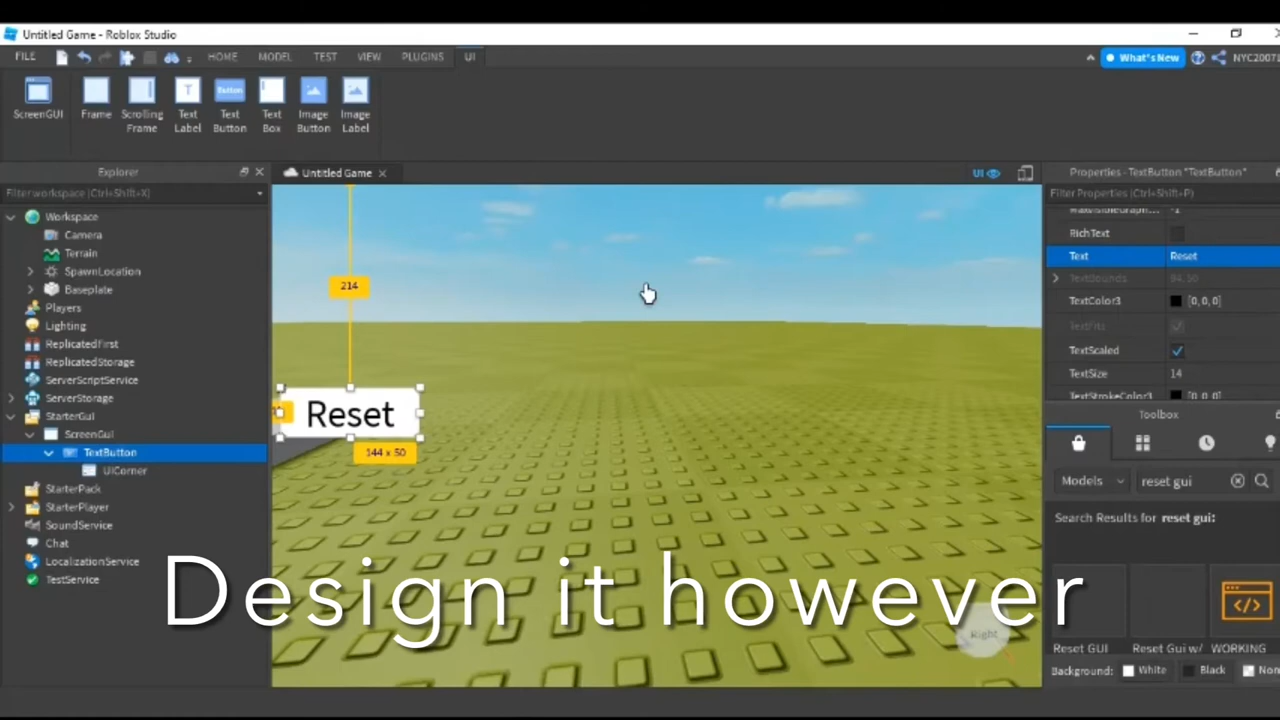 Untitled Game - Roblox Studio
FILE HOME MODEL TEST VIEW PLUGINS UI What's New
ScreenGUI Frame Scrolling Frame Text Label Text Button Text Box Image Button Image Label
Button
Explorer
Filter workspace (Ctrl+Shift+X)
Workspace
Camera
Terrain
SpawnLocation
Baseplate
Players
Lighting
ReplicatedFirst
ReplicatedStorage
ServerScriptService
ServerStorage
StarterGui
ScreenGui
TextButton
UICorner
StarterPack
StarterPlayer
SoundService
Chat
LocalizationService
TestService
Untitled Game
UI
214
Reset
144 x 50
Right
Design it however
Properties - TextButton "TextButton"
Filter Properties (Ctrl+Shift+P)
RichText
Text Reset
TextBounds
TextColor3 [0,0,0]
TextFits
TextScaled
TextSize 14
TextStrokeColor3 [0,0,0]
Toolbox
Models reset gui
Search Results for reset gui:
Reset GUI Reset Gui w/ WORKING
Background: White Black